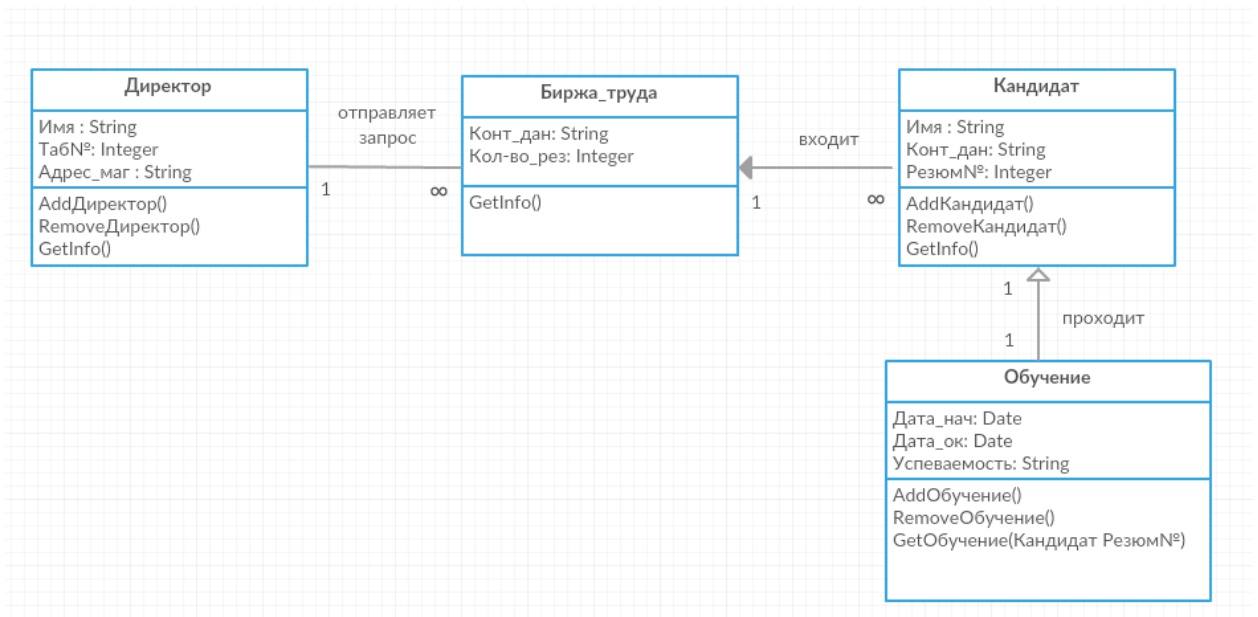 Директор
Имя : String
Таб№: Integer
Адрес_маг : String
AddДиректор()
RemoveДиректор()
GetInfo()
отправляет
запрос
1
∞
Биржа_труда
Конт_дан: String
Кол-во_рез: Integer
GetInfo()
входит
1
∞
Кандидат
Имя : String
Конт_дан: String
Резюм№: Integer
AddКандидат()
RemoveКандидат()
GetInfo()
1
проходит
1
Обучение
Дата_нач: Date
Дата_ок: Date
Успеваемость: String
AddОбучение()
RemoveОбучение()
GetОбучение(Кандидат Резюм№)